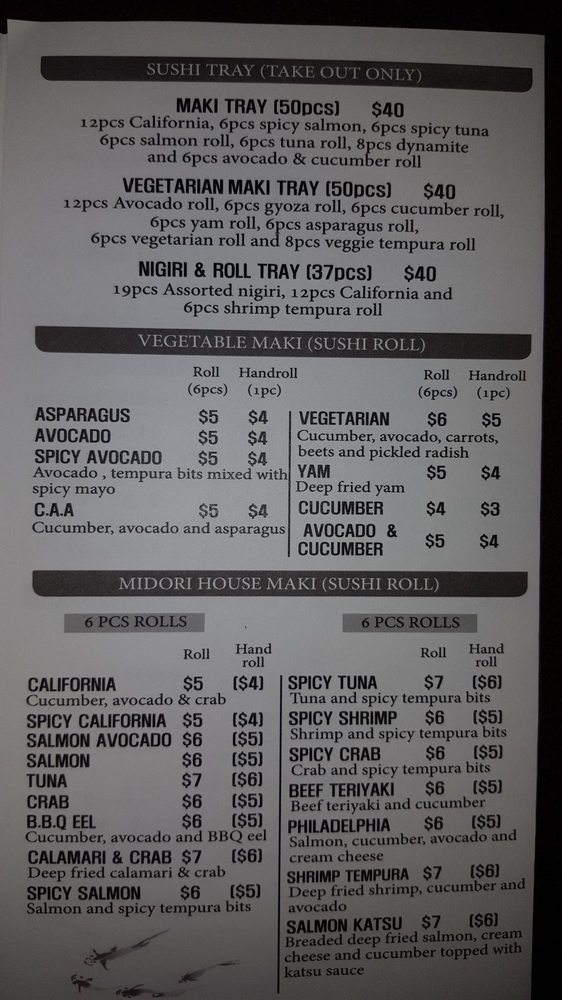 SUSHI TRAY (TAKE OUT ONLY)
MAKI TRAY (50pcs) $40
12pcs California, 6pcs spicy salmon, 6pcs spicy tuna
6pcs salmon roll, 6pcs tuna roll, 8pcs dynamite
and 6pcs avocado & cucumber roll
VEGETARIAN MAKI TRAY (50pcs) $40
12pcs Avocado roll, 6pcs gyoza roll, 6pcs cucumber roll,
6pcs yam roll, 6pcs asparagus roll,
6pcs vegetarian roll and 8pcs veggie tempura roll
NIGIRI & ROLL TRAY (37pcs) $40
19pcs Assorted nigiri, 12pcs California and
6pcs shrimp tempura roll
VEGETABLE MAKI (SUSHI ROLL)
Roll Handroll
(6pcs) (1pc)
ASPARAGUS $5 $4
AVOCADO $5 $4
SPICY AVOCADO $5 $4
Avocado , tempura bits mixed with
spicy mayo
C.A.A $5 $4
Cucumber, avocado and asparagus
Roll Handroll
(6pcs) (1pc)
VEGETARIAN $6 $5
Cucumber, avocado, carrots,
beets and pickled radish
YAM $5 $4
Deep fried yam
CUCUMBER $4 $3
AVOCADO &
CUCUMBER $5 $4
MIDORI HOUSE MAKI (SUSHI ROLL)
6 PCS ROLLS
Roll Hand
roll
CALIFORNIA $5 ($4)
Cucumber, avocado & crab
SPICY CALIFORNIA $5 ($4)
SALMON AVOCADO $6 ($5)
SALMON $6 ($5)
TUNA $7 ($6)
CRAB $6 ($5)
B.B.Q EEL $6 ($5)
Cucumber, avocado and BBQ eel
CALAMARI & CRAB $7 ($6)
Deep fried calamari & crab
SPICY SALMON $6 ($5)
Salmon and spicy tempura bits
6 PCS ROLLS
Roll Hand
roll
SPICY TUNA $7 ($6)
Tuna and spicy tempura bits
SPICY SHRIMP $6 ($5)
Shrimp and spicy tempura bits
SPICY CRAB $6 ($5)
Crab and spicy tempura bits
BEEF TERIYAKI $6 ($5)
Beef teriyaki and cucumber
PHILADELPHIA $6 ($5)
Salmon, cucumber, avocado and
cream cheese
SHRIMP TEMPURA $7 ($6)
Deep fried shrimp, cucumber and
avocado
SALMON KATSU $7 ($6)
Breaded deep fried salmon, cream
cheese and cucumber topped with
katsu sauce